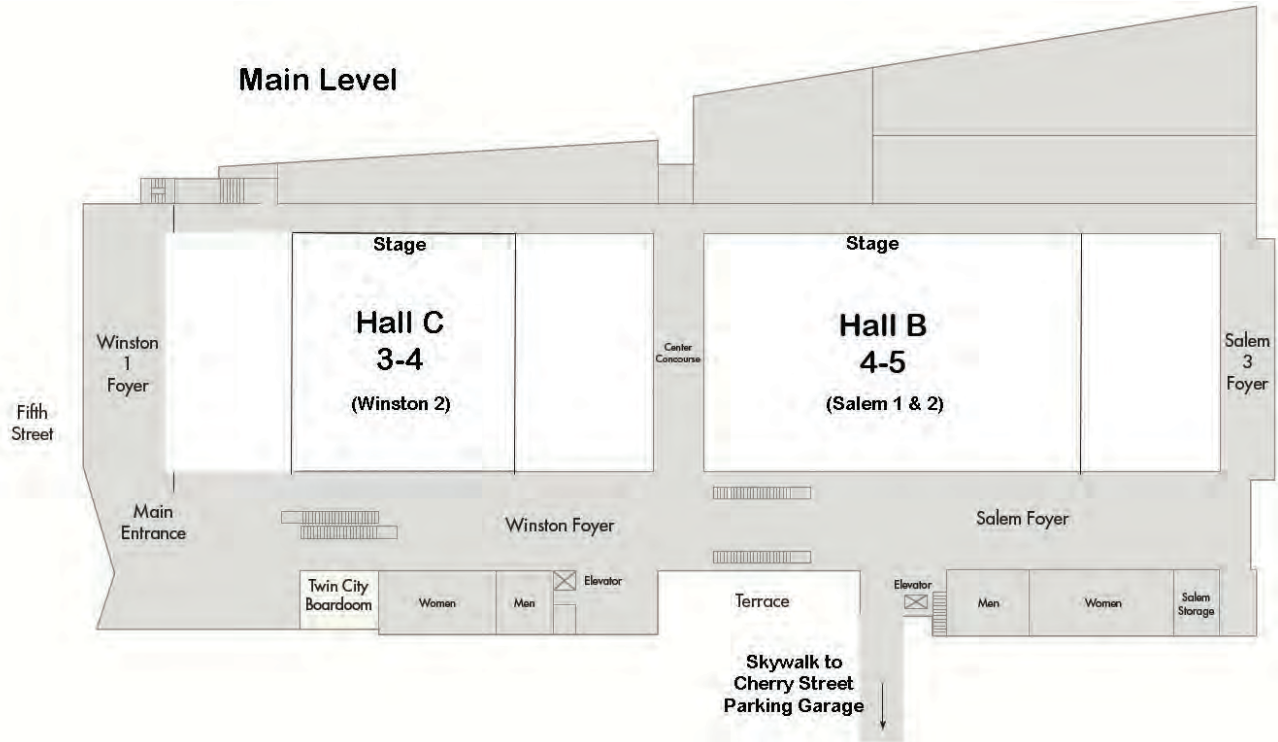 Main Level
Stage
Hall C
3-4
(Winston 2)
Stage
Hall B
4-5
(Salem 1 & 2)
Winston
1
Foyer
Center
Concourse
Salem
3
Foyer
Fifth
Street
Main
Entrance
Winston Foyer
Salem Foyer
Twin City
Boardoom
Women
Men
Elevator
Terrace
Elevator
Men
Women
Salem
Storage
Skywalk to
Cherry Street
Parking Garage